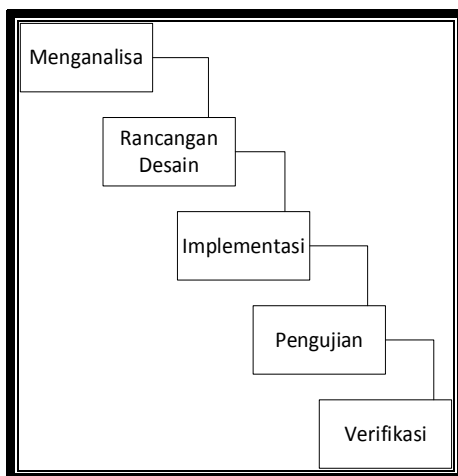 Menganalisa
Rancangan
Desain
Implementasi
Pengujian
Verifikasi